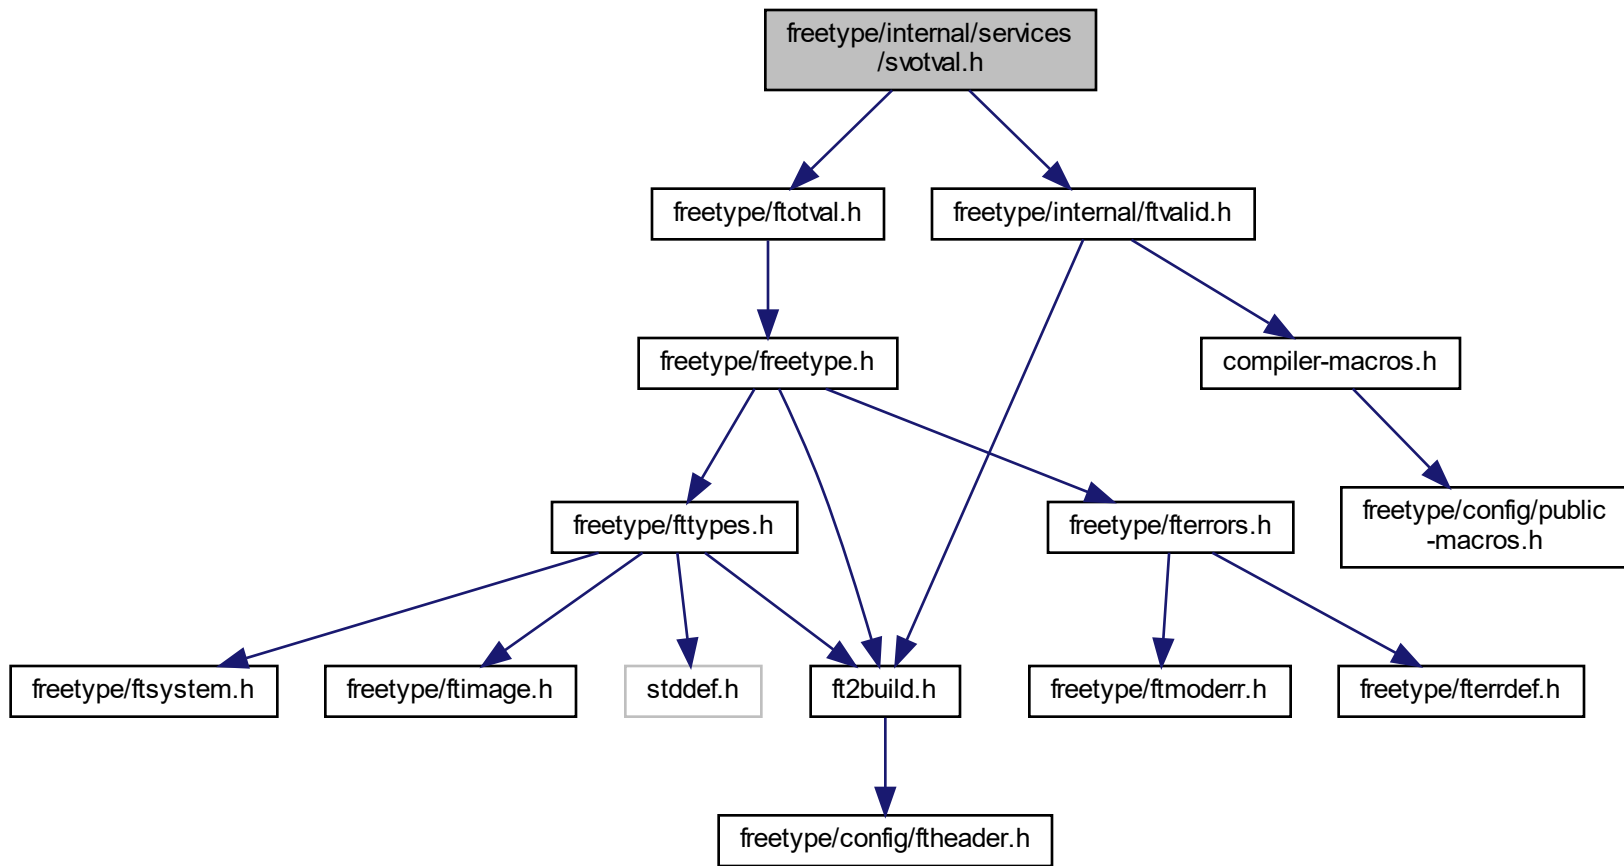 freetype/internal/services
/svotval.h
freetype/ftotval.h
freetype/internal/ftvalid.h
freetype/freetype.h
compiler-macros.h
freetype/fttypes.h
freetype/fterrors.h
freetype/config/public
-macros.h
freetype/ftsystem.h
freetype/ftimage.h
stddef.h
ft2build.h
freetype/ftmoderr.h
freetype/fterrdef.h
freetype/config/ftheader.h